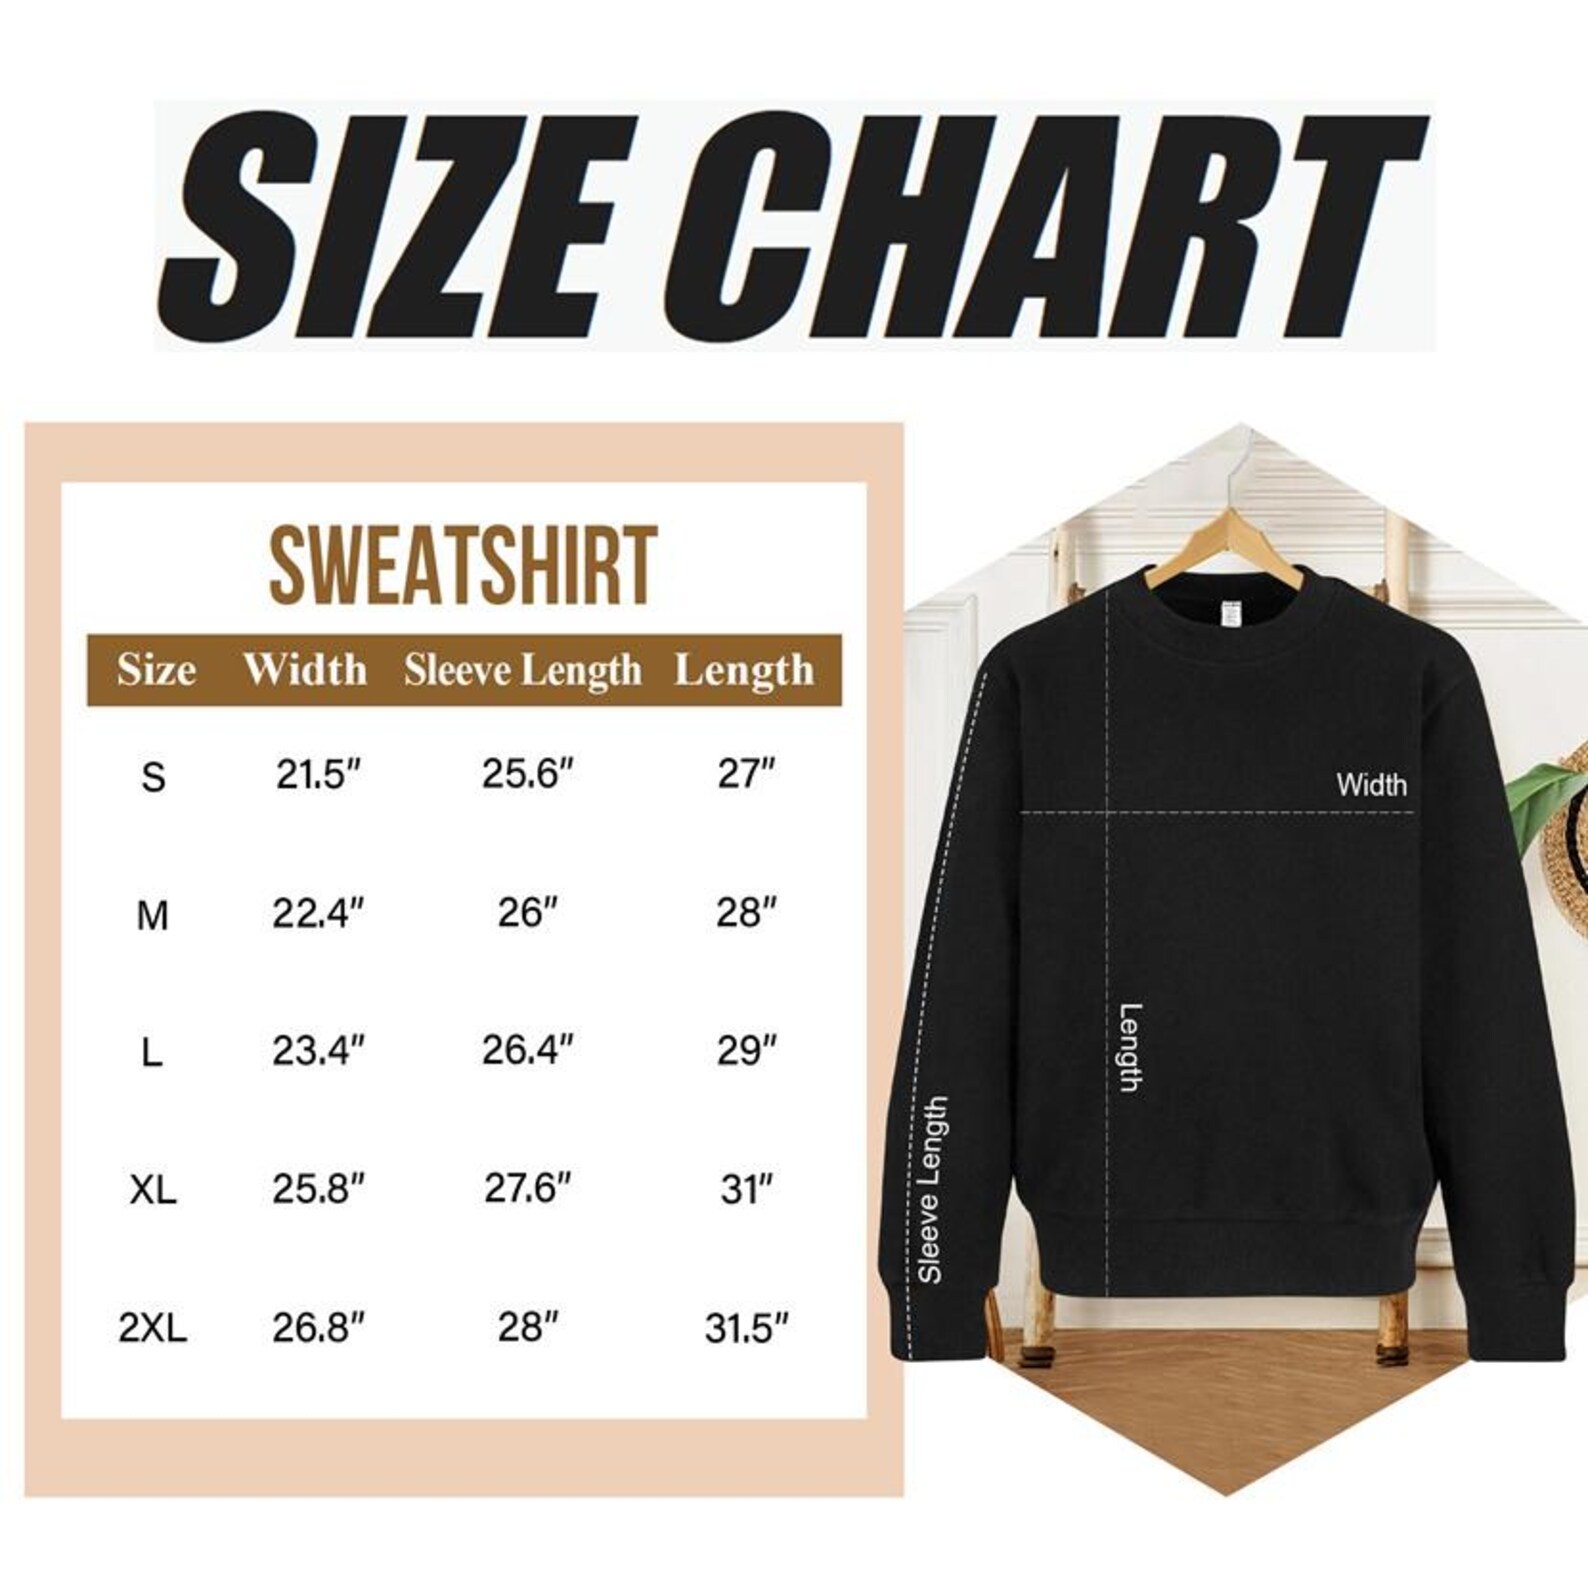 SIZE CHART
SWEATSHIRT
Size Width Sleeve Length Length
S 21.5" 25.6" 27"
M 22.4" 26" 28"
L 23.4" 26.4" 29"
XL 25.8" 27.6" 31"
2XL 26.8" 28" 31.5"
Width
Length
Sleeve Length